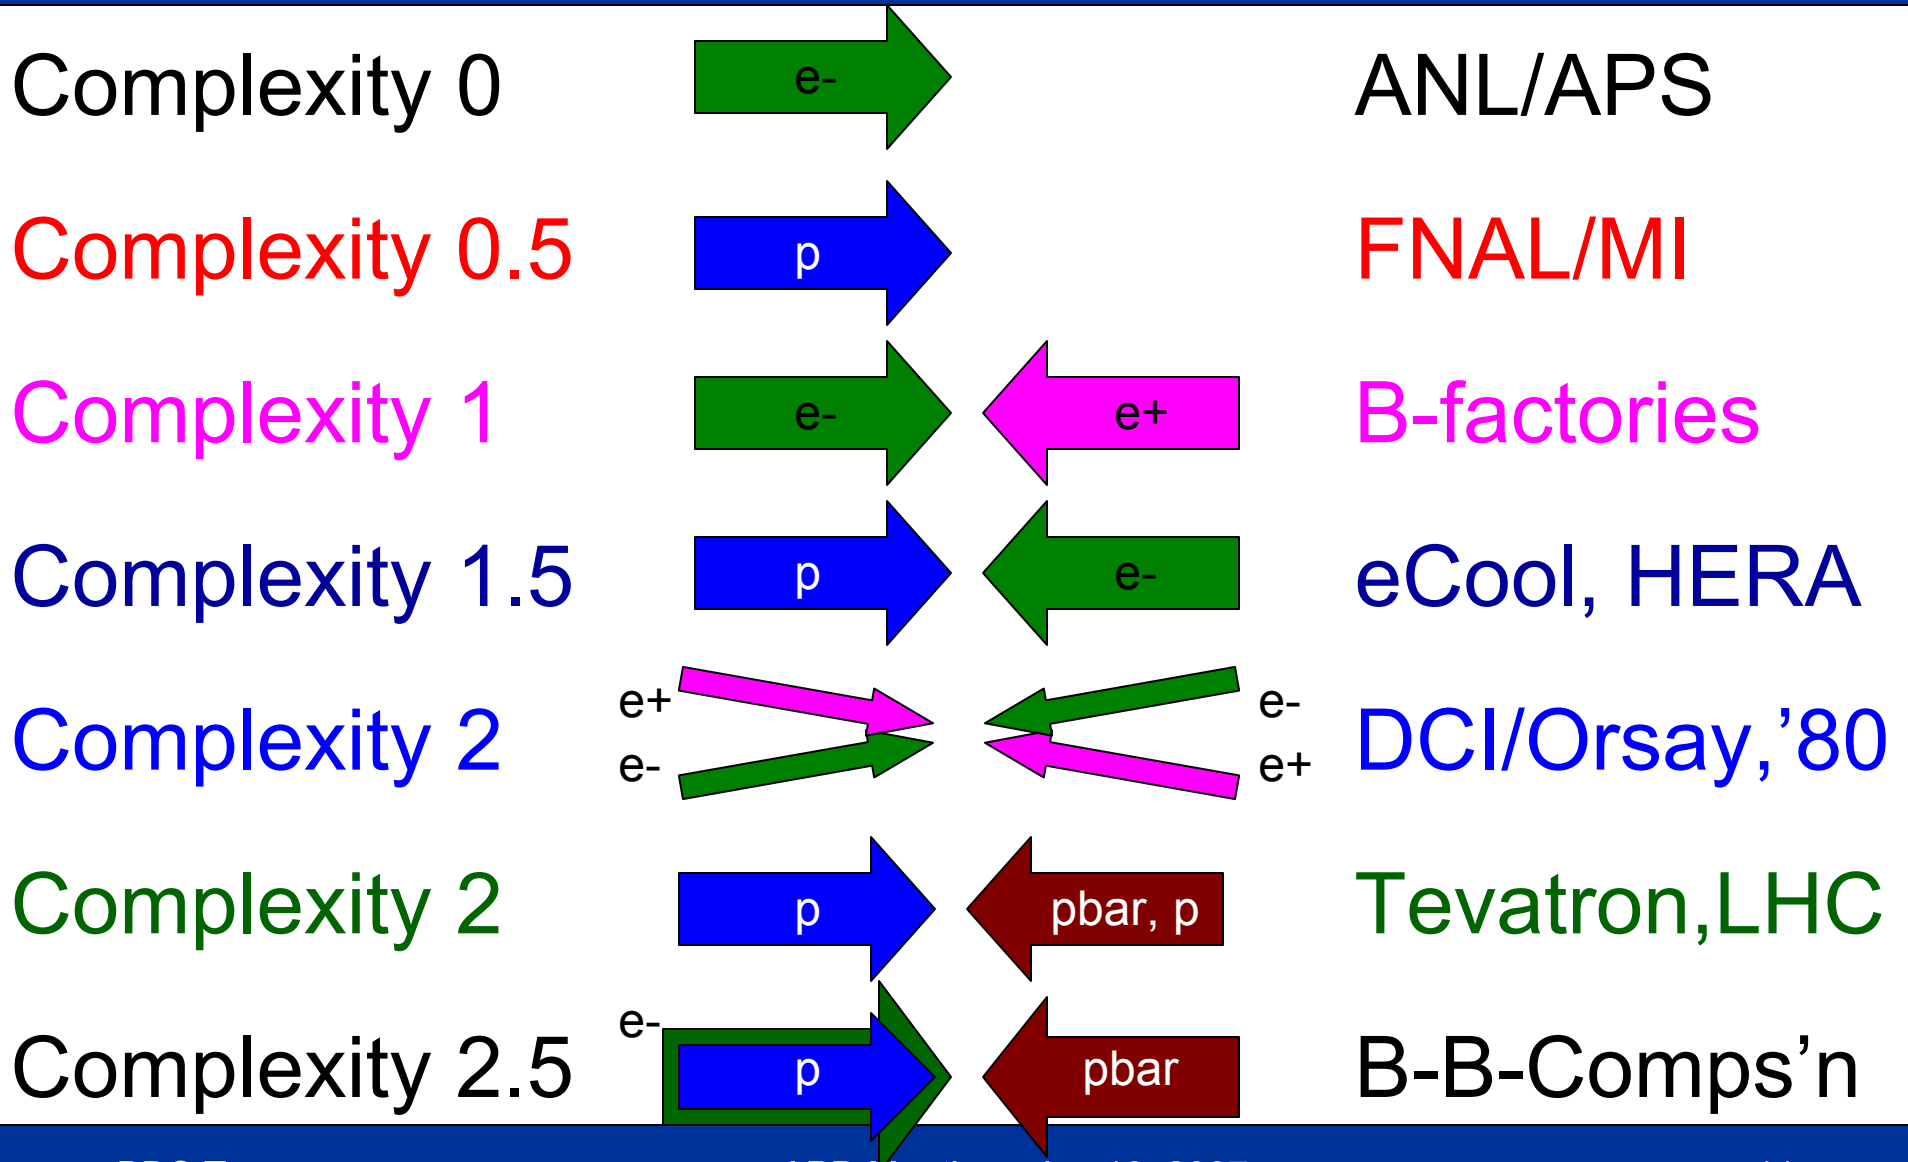 Complexity 0 e- ANL/APS
Complexity 0.5 p FNAL/MI
Complexity 1 e- e+ B-factories
Complexity 1.5 p e- eCool, HERA
e+ e-
Complexity 2 DCI/Orsay,’80
e- e+
Complexity 2 p pbar, p Tevatron,LHC
e-
Complexity 2.5 p pbar B-B-Comps’n